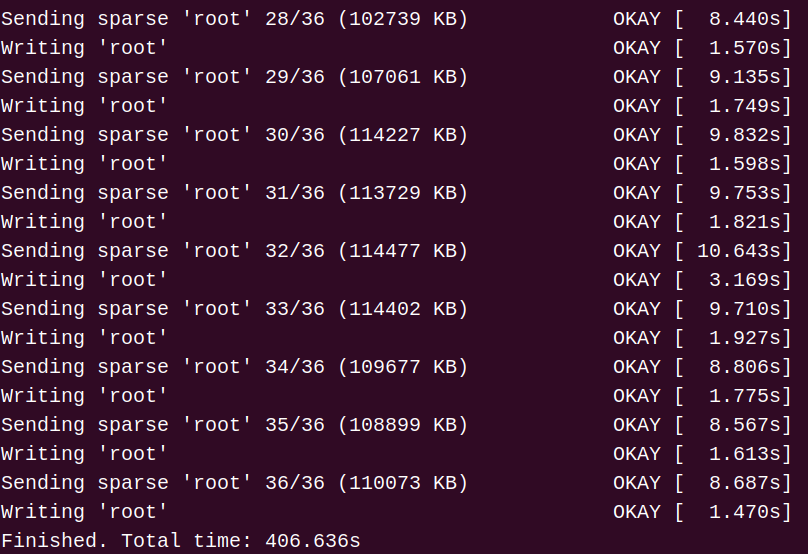 Sending sparse 'root' 28/36 (102739 KB)            OKAY [  8.440s]
Writing 'root'                                     OKAY [  1.570s]
Sending sparse 'root' 29/36 (107061 KB)            OKAY [  9.135s]
Writing 'root'                                     OKAY [  1.749s]
Sending sparse 'root' 30/36 (114227 KB)            OKAY [  9.832s]
Writing 'root'                                     OKAY [  1.598s]
Sending sparse 'root' 31/36 (113729 KB)            OKAY [  9.753s]
Writing 'root'                                     OKAY [  1.821s]
Sending sparse 'root' 32/36 (114477 KB)            OKAY [ 10.643s]
Writing 'root'                                     OKAY [  3.169s]
Sending sparse 'root' 33/36 (114402 KB)            OKAY [  9.710s]
Writing 'root'                                     OKAY [  1.927s]
Sending sparse 'root' 34/36 (109677 KB)            OKAY [  8.806s]
Writing 'root'                                     OKAY [  1.775s]
Sending sparse 'root' 35/36 (108899 KB)            OKAY [  8.567s]
Writing 'root'                                     OKAY [  1.613s]
Sending sparse 'root' 36/36 (110073 KB)            OKAY [  8.687s]
Writing 'root'                                     OKAY [  1.470s]
Finished. Total time: 406.636s